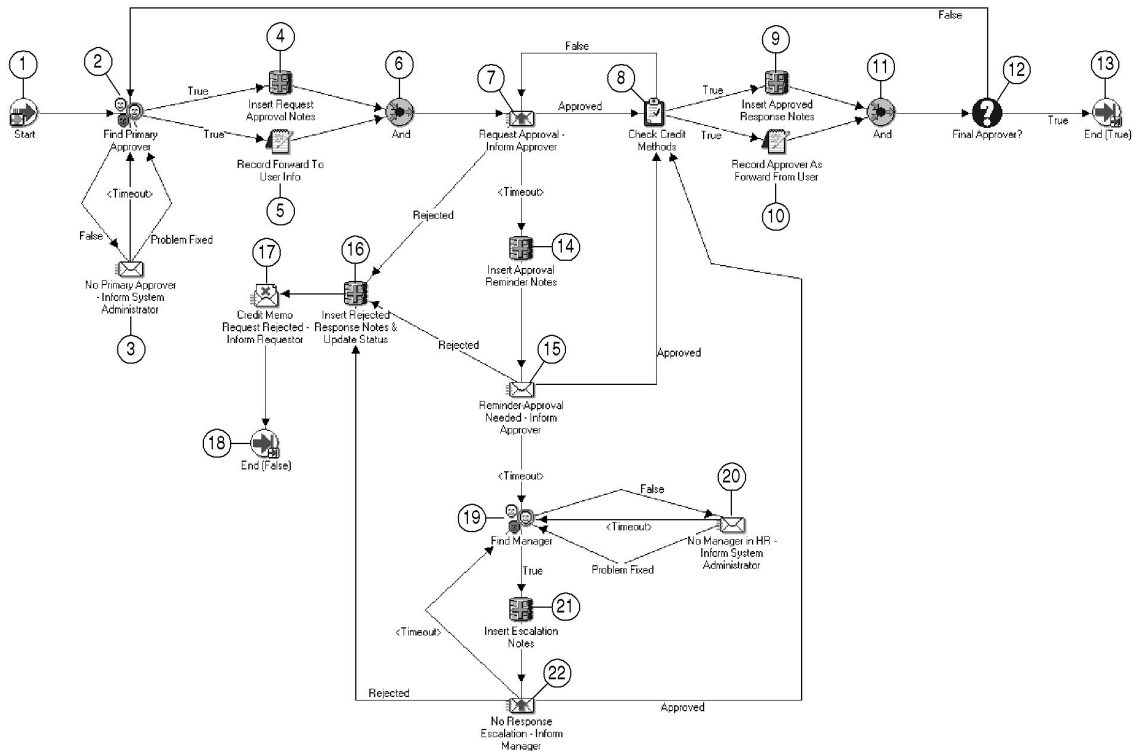 False
1
2
4
6
7
8
9
11
12
13
False
True
True
Approved
True
True
True
Start
Find Primary
Approver
Insert Request
Approval Notes
And
Request Approval -
Inform Approver
Check Credit
Methods
Insert Approved
Response Notes
And
Final Approver?
End (True)
Record Forward To
User Info
Record Approver As
Forward From User
5
10
<Timeout>
<Timeout>
False
Problem Fixed
Rejected
3
No Primary Approver
- Inform System
Administrator
17
16
14
Insert Approval
Reminder Notes
Credit Memo
Request Rejected -
Inform Requestor
Insert Rejected
Response Notes &
Update Status
Rejected
Approved
15
Reminder-Approval
Needed - Inform
Approver
18
End (False)
<Timeout>
19
Find Manager
False
<Timeout>
Problem Fixed
20
No Manager in HR -
Inform System
Administrator
True
21
Insert Escalation
Notes
<Timeout>
Rejected
22
Approved
No Response
Escalation - Inform
Manager